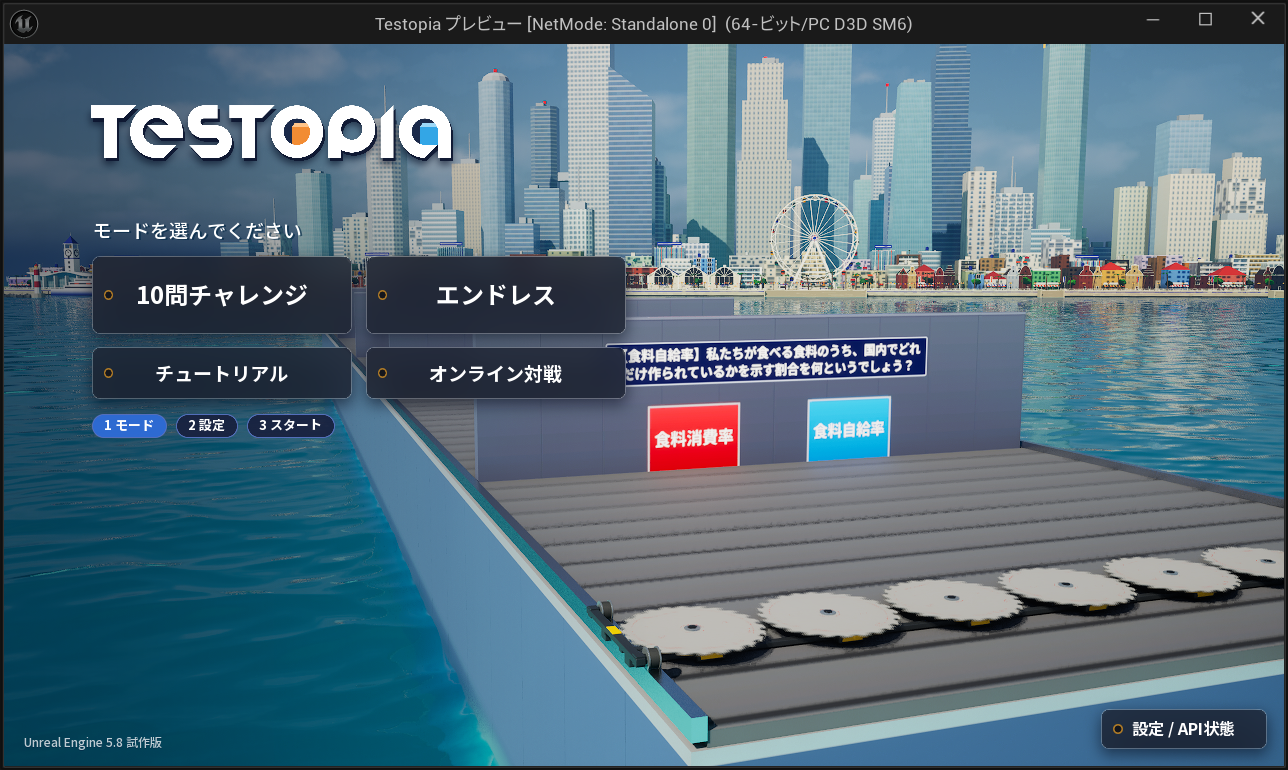 Testopia プレビュー [NetMode: Standalone 0] (64-ビット/PC D3D SM6)
TESTOPIA
モードを選んでください
10問チャレンジ
エンドレス
チュートリアル
オンライン対戦
1 モード
2 設定
3 スタート
【食料自給率】私たちが食べる食料のうち、国内でどれ
だけ作られているかを示す割合を何というでしょう？
食料消費率
食料自給率
Unreal Engine 5.8 試作版
設定 / API状態